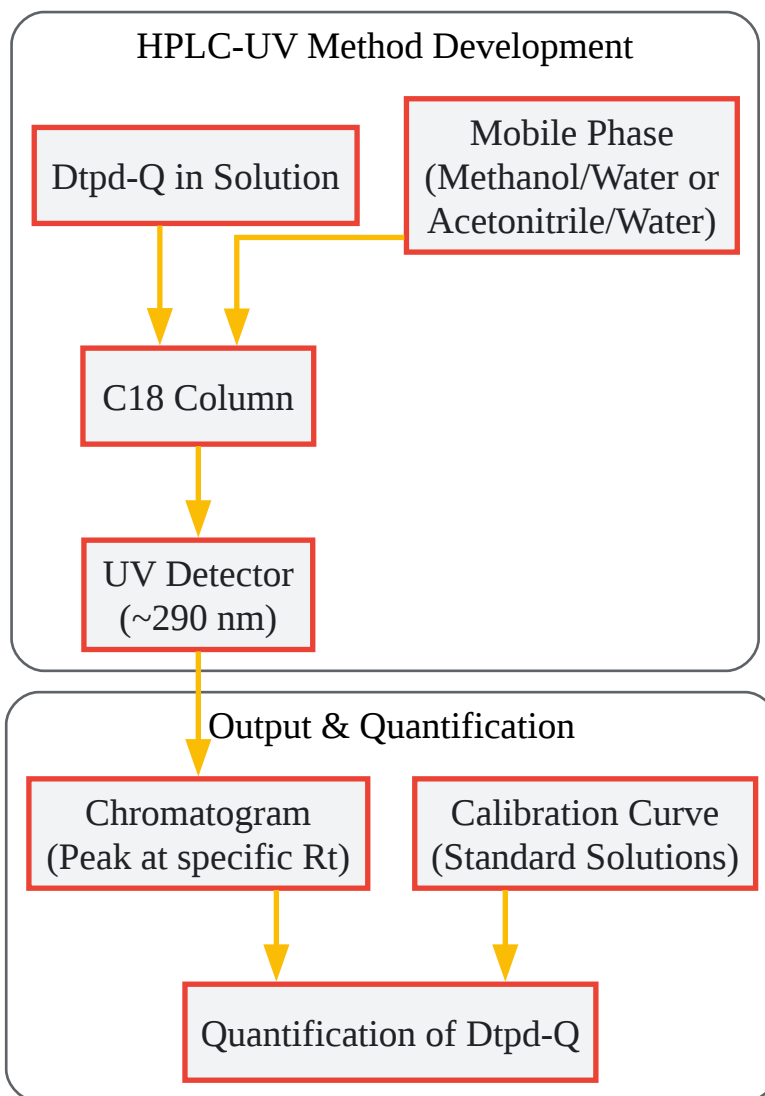 HPLC-UV Method Development
Dtpd-Q in Solution
Mobile Phase
(Methanol/Water or
Acetonitrile/Water)
C18 Column
UV Detector
(~290 nm)
Output & Quantification
Chromatogram
(Peak at specific Rt)
Calibration Curve
(Standard Solutions)
Quantification of Dtpd-Q